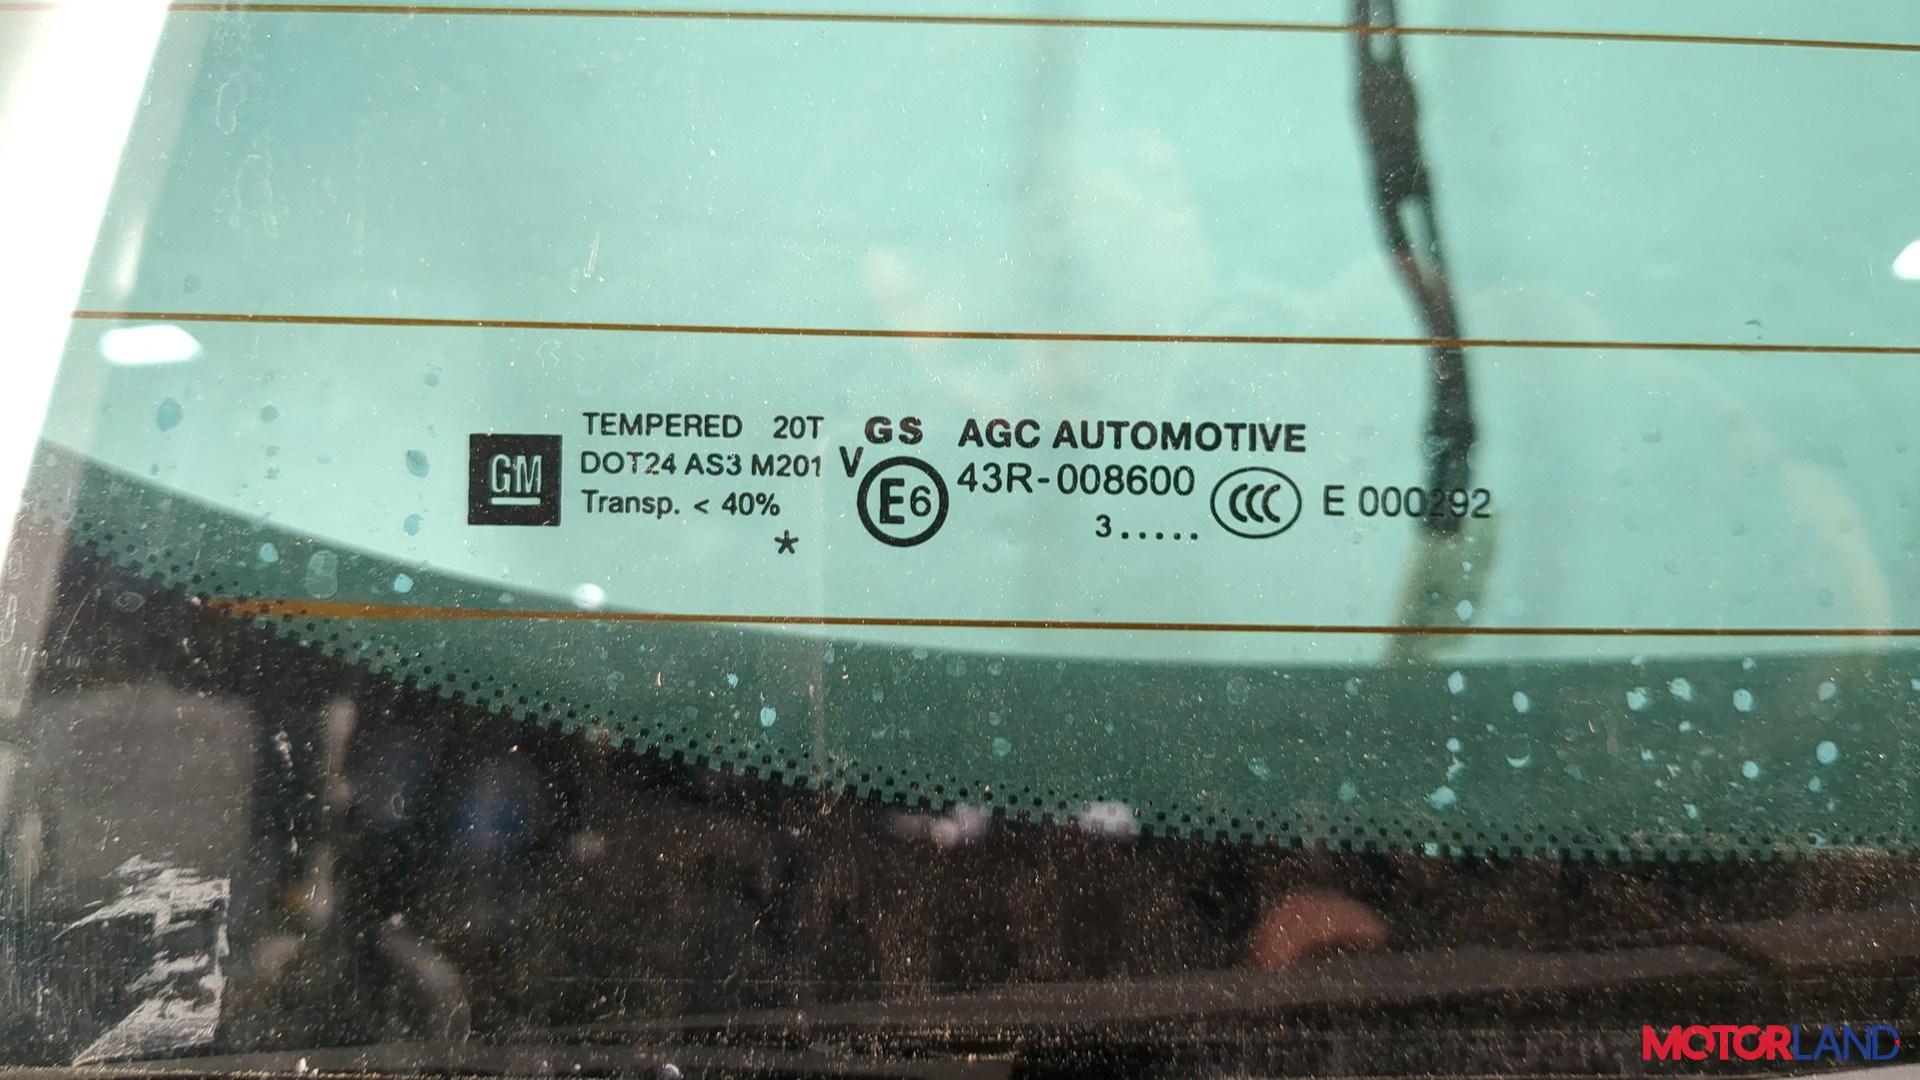 GM
TEMPERED 20T
DOT24 AS3 M201
Transp. < 40%
*
V GS
E6
AGC AUTOMOTIVE
43R-008600
3.....
CCC
E 000292
MOTORLAND